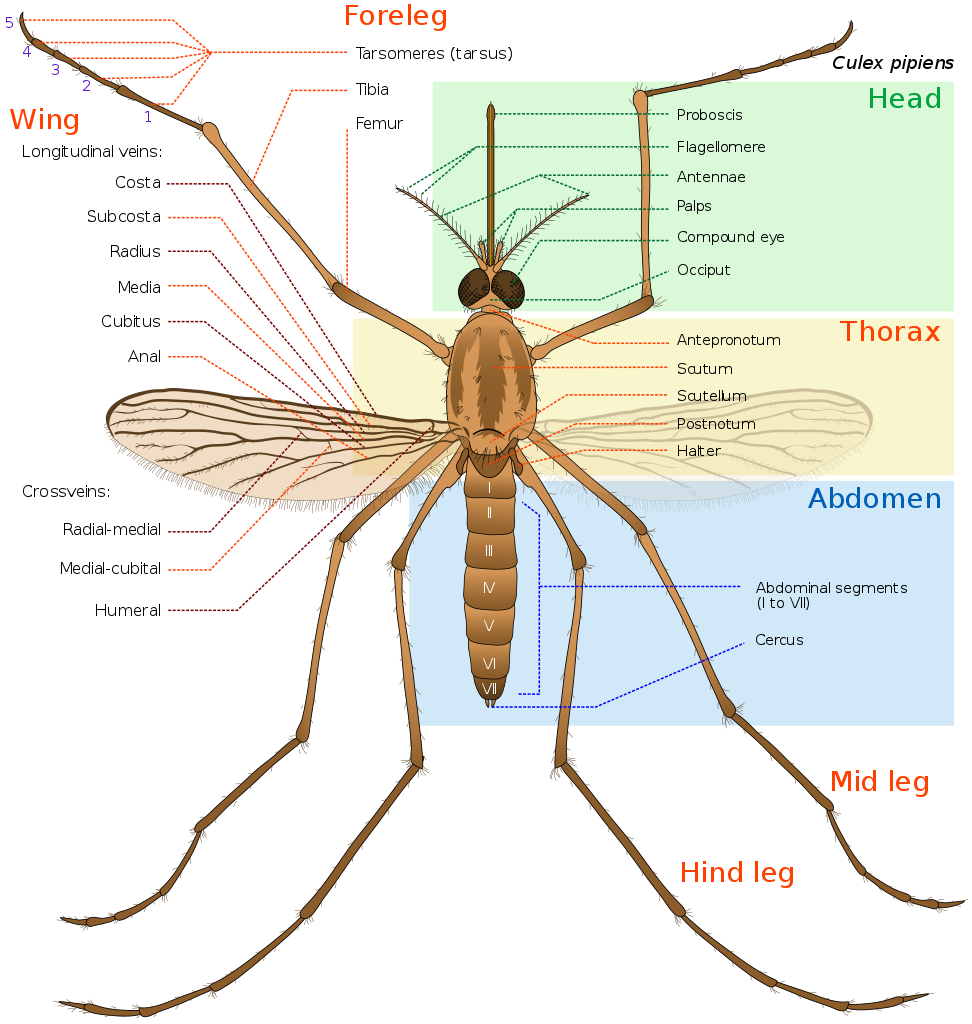 Foreleg
5
4
3
2
1
Tarsomeres (tarsus)
Tibia
Femur
Culex pipiens
Head
Proboscis
Flagellomere
Antennae
Palps
Compound eye
Occiput
Wing
Longitudinal veins:
Costa
Subcosta
Radius
Media
Cubitus
Anal
Crossveins:
Radial-medial
Medial-cubital
Humeral
Thorax
Antepronotum
Scutum
Scutellum
Postnotum
Halter
Abdomen
I
II
III
IV
V
VI
VII
Abdominal segments
(I to VII)
Cercus
Mid leg
Hind leg